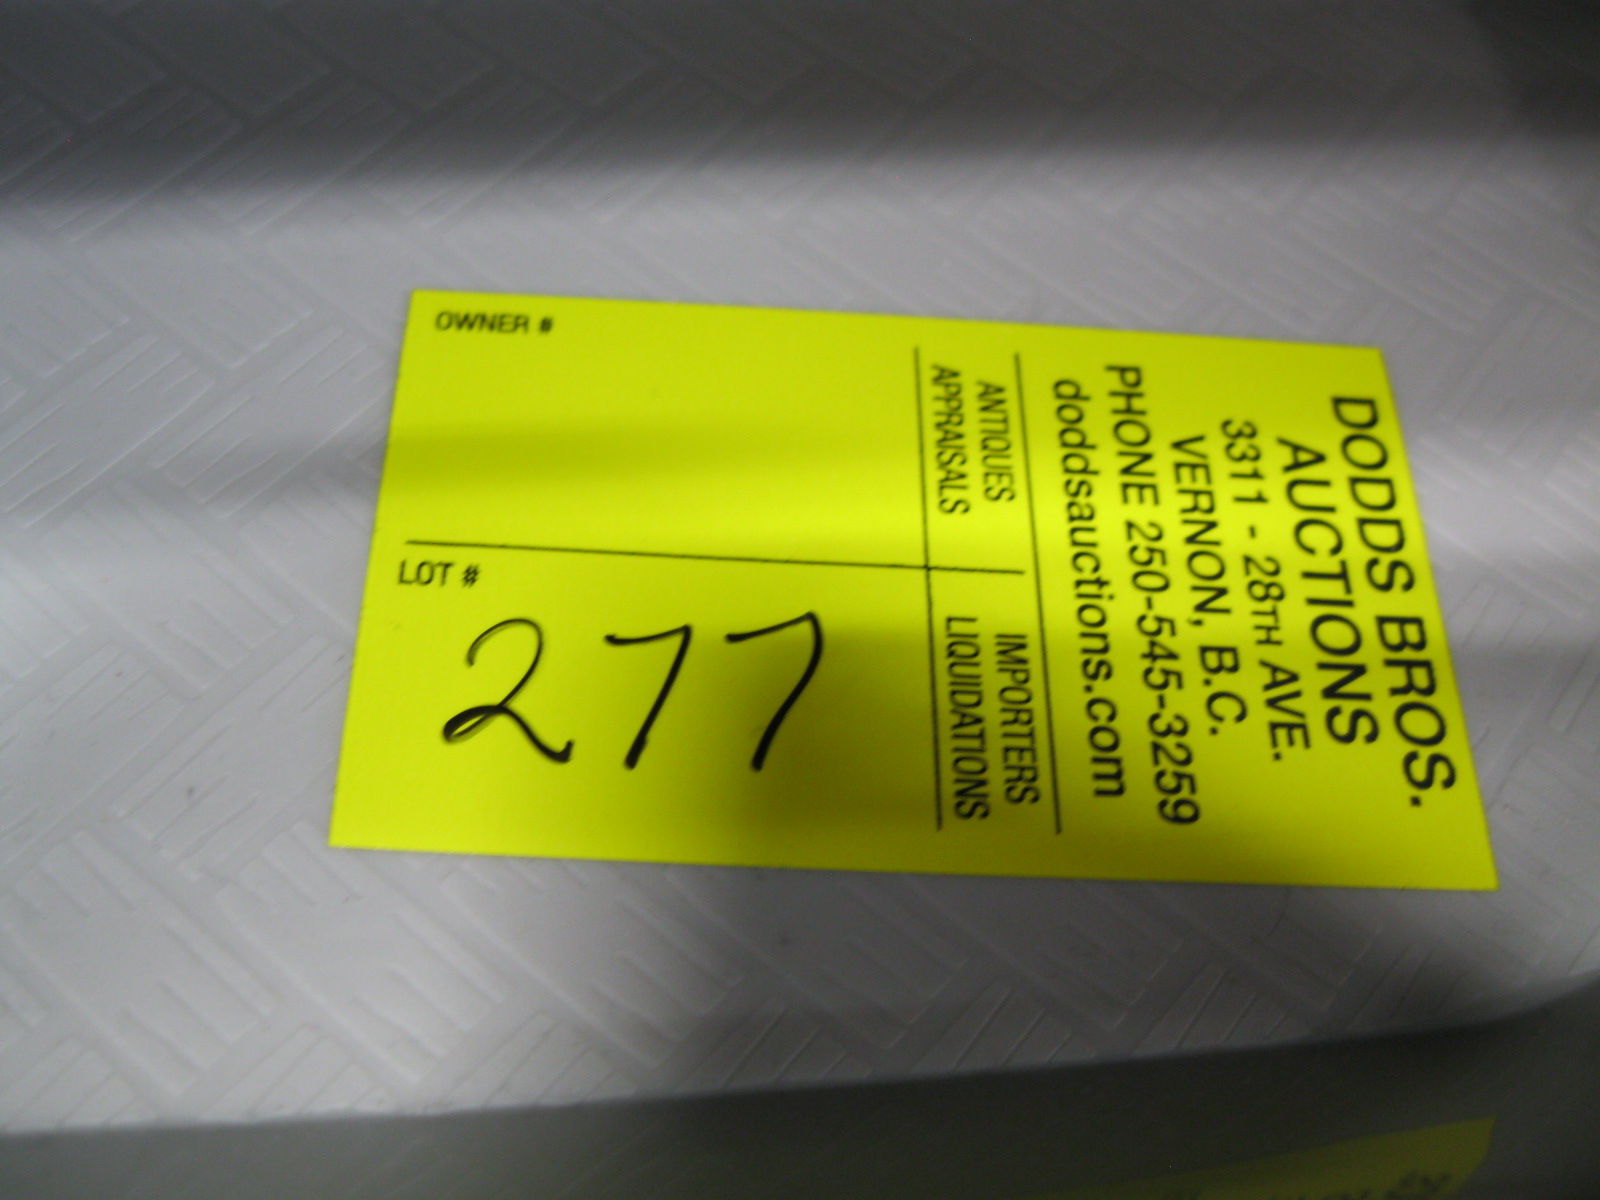 DODDS BROS.
AUCTIONS
3311 - 28TH AVE.
VERNON, B.C.
PHONE 250-545-3259
doddsauctions.com
ANTIQUES IMPORTERS
APPRAISALS LIQUIDATIONS
OWNER #
LOT #
277